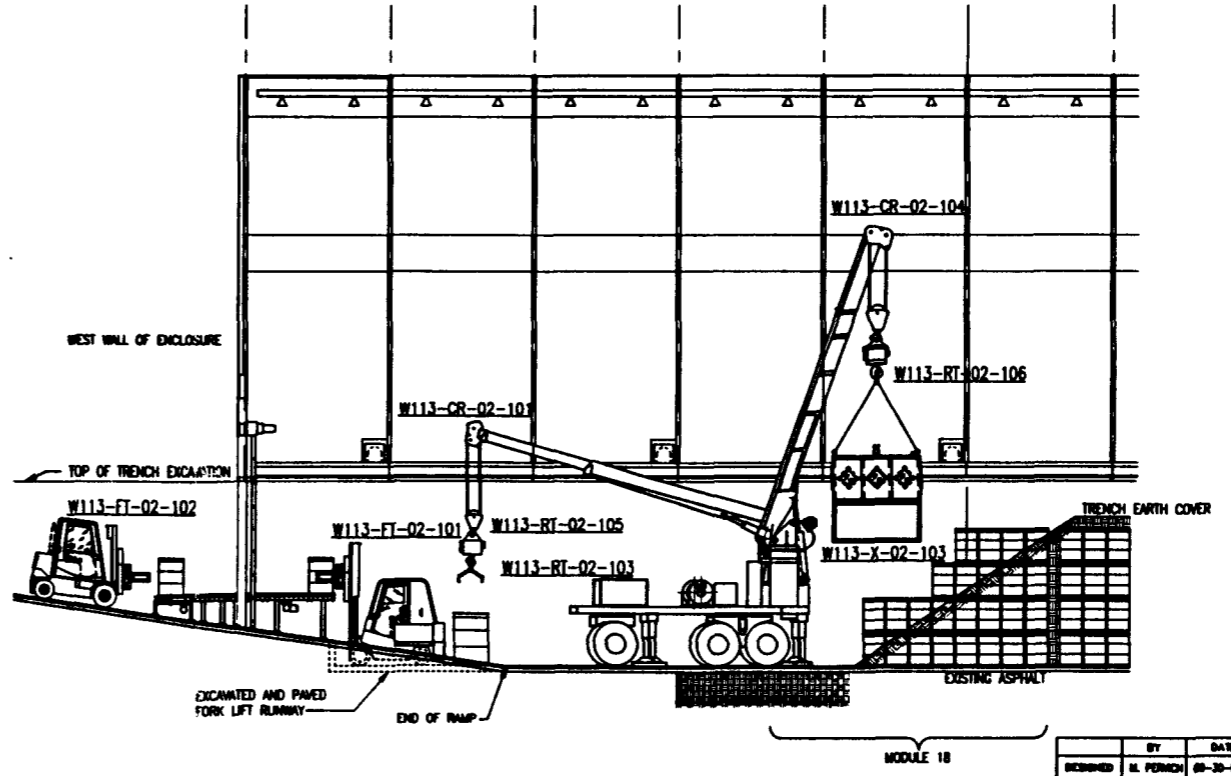 W113-CR-02-104
WEST WALL OF ENCLOSURE
W113-RT-02-106
W113-CR-02-101
TOP OF TRENCH EXCAVATION
W113-FT-02-102
W113-FT-02-101
W113-RT-02-105
TRENCH EARTH COVER
W113-RT-02-103
W113-X-02-103
EXISTING ASPHALT
EXCAVATED AND PAVED
FORK LIFT RUNWAY
END OF RAMP
MODULE 18
BY
DAT
DESIGNED